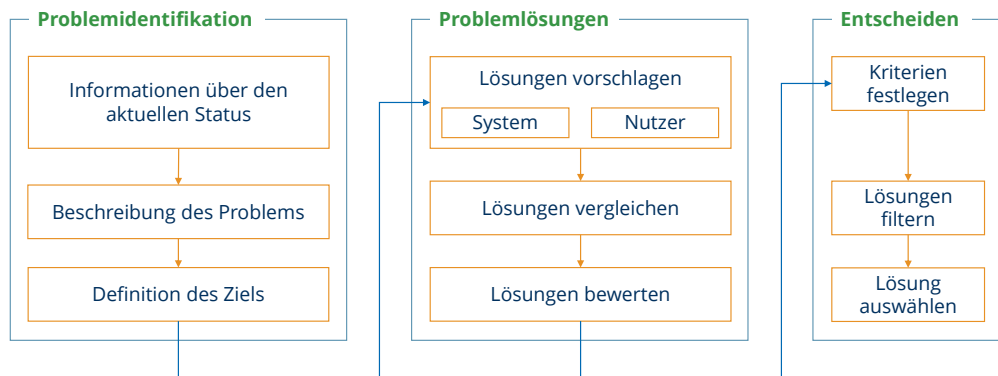 Problemidentifikation
Informationen über den
aktuellen Status
Beschreibung des Problems
Definition des Ziels
Problemlösungen
Lösungen vorschlagen
System
Nutzer
Lösungen vergleichen
Lösungen bewerten
Entscheiden
Kriterien
festlegen
Lösungen
filtern
Lösung
auswählen